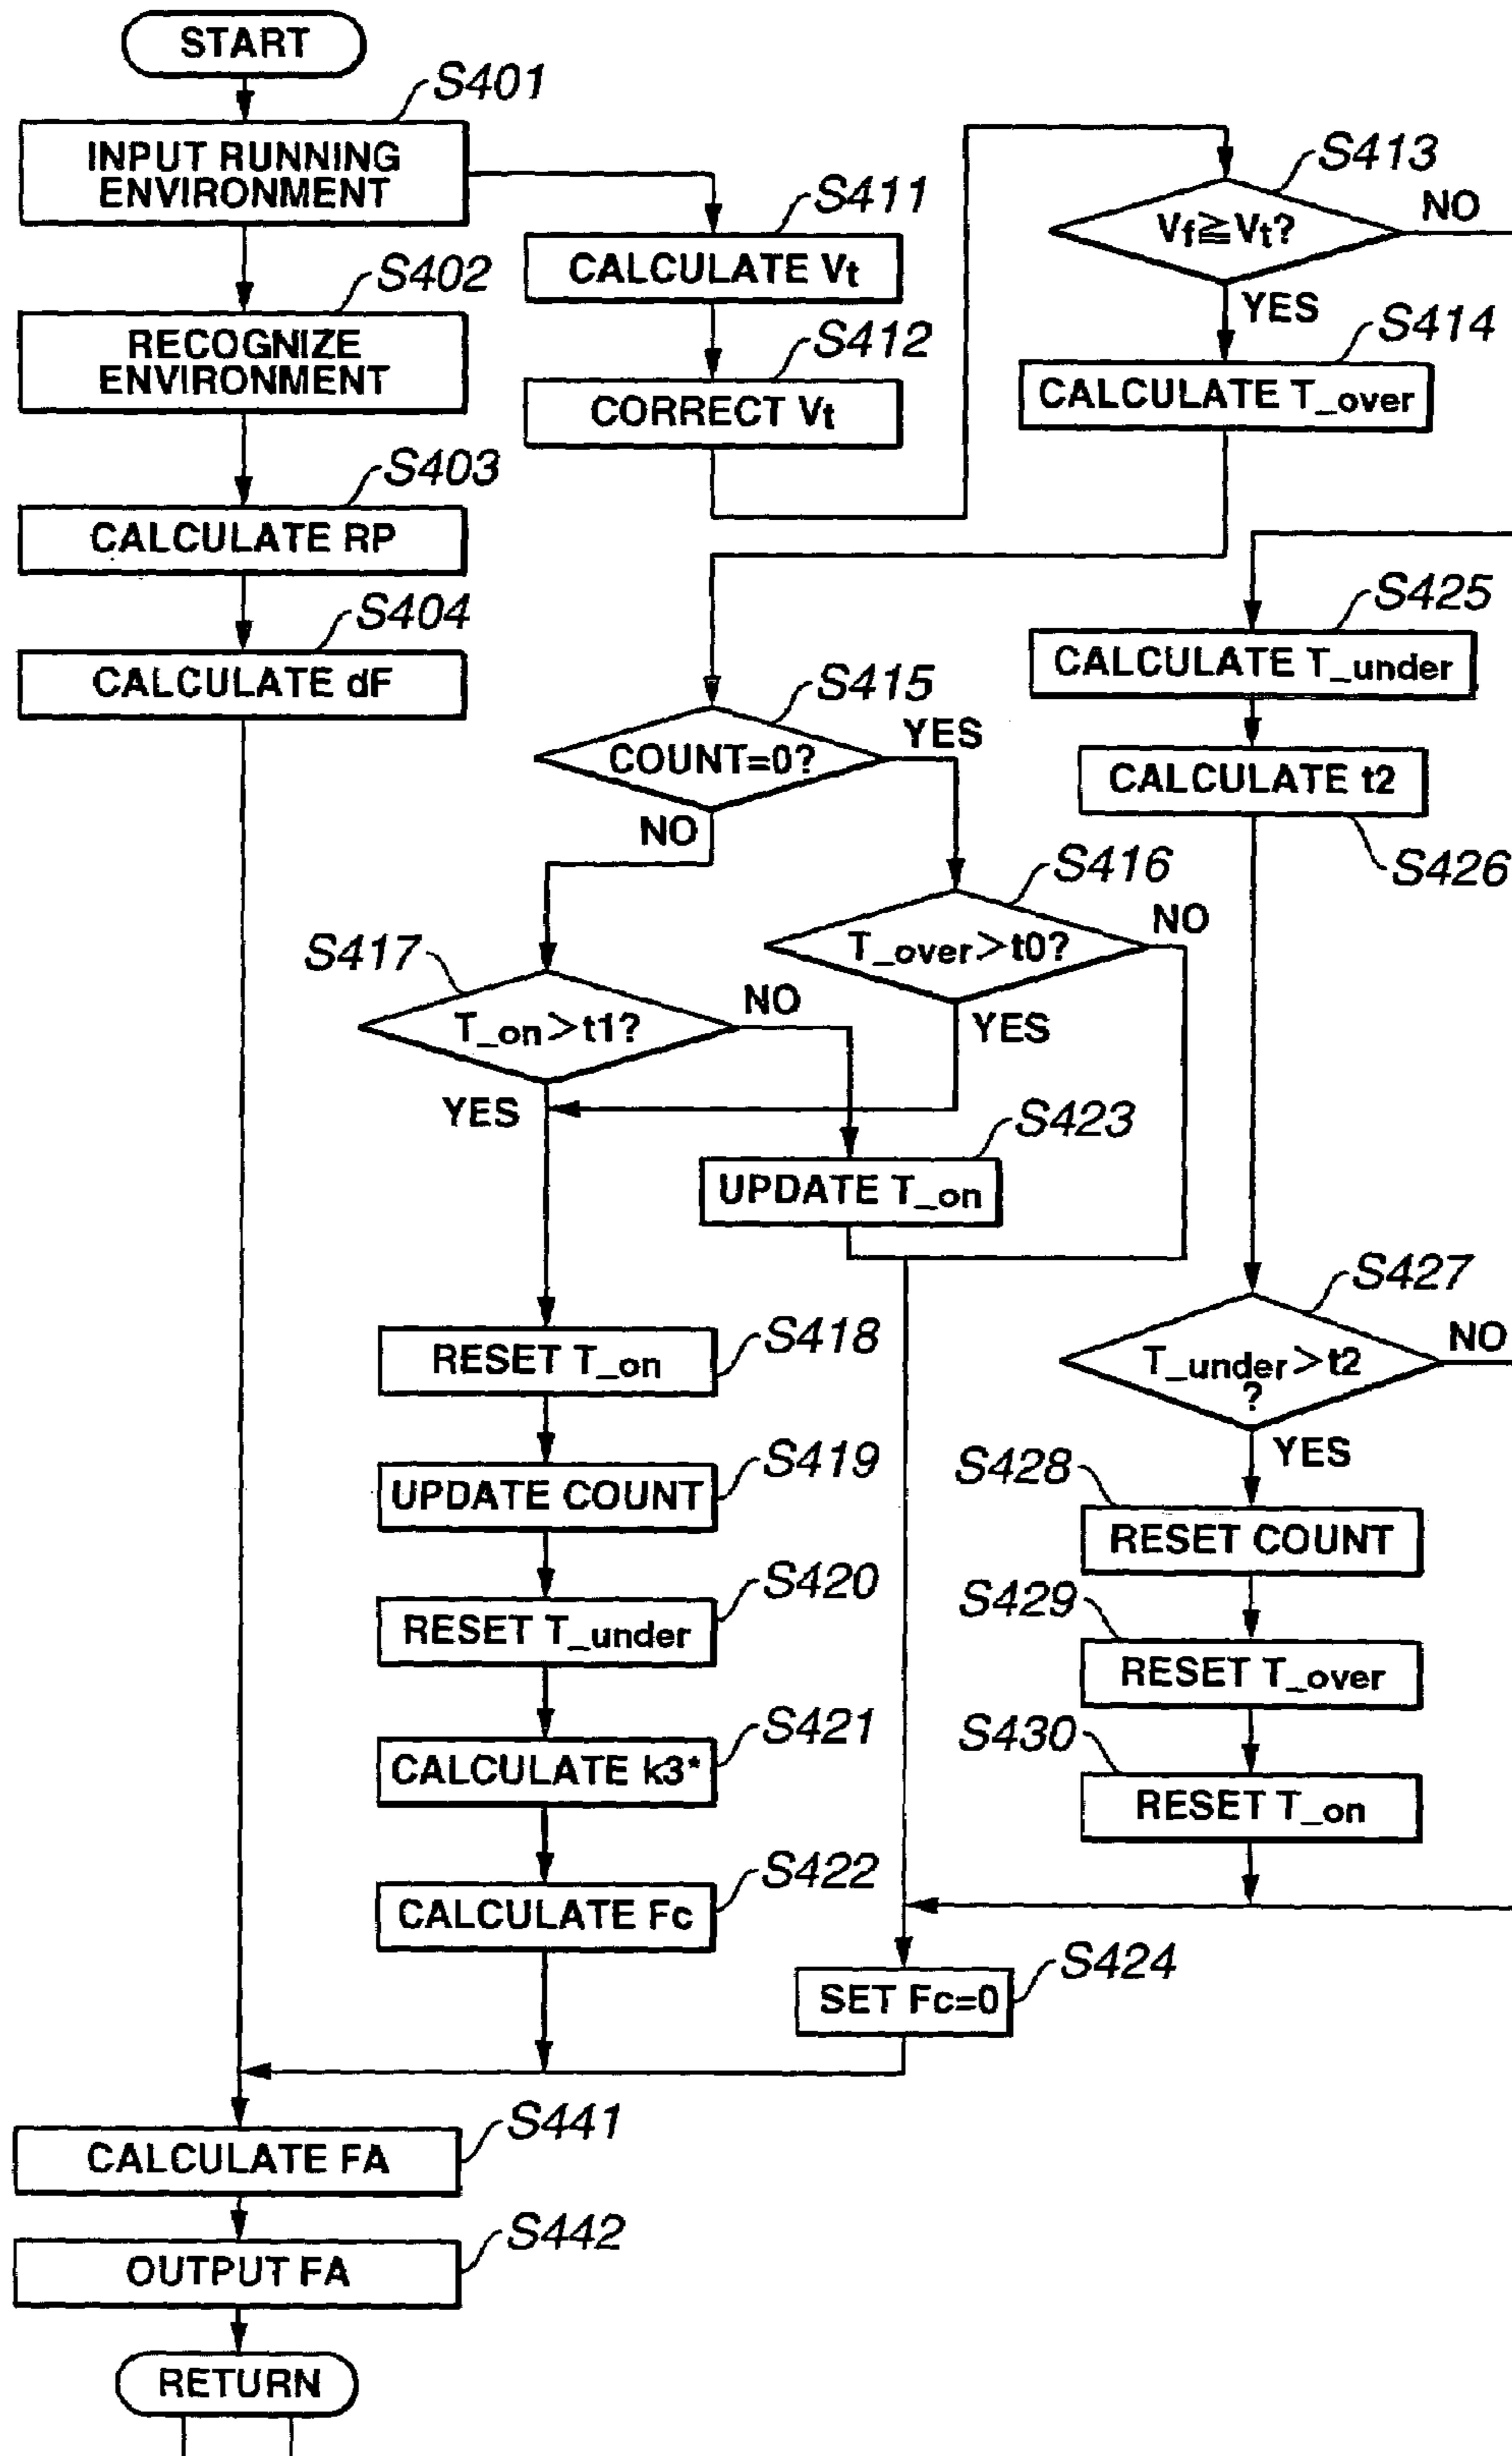 START
S401
INPUT RUNNING
ENVIRONMENT
S402
RECOGNIZE
ENVIRONMENT
S403
CALCULATE RP
S404
CALCULATE dF
S411
CALCULATE Vt
S412
CORRECT Vt
S413
Vf≧Vt?
NO
YES
S414
CALCULATE T_over
S415
COUNT=0?
YES
NO
S416
T_over>t0?
NO
YES
S417
T_on>t1?
NO
YES
S423
UPDATE T_on
S418
RESET T_on
S419
UPDATE COUNT
S420
RESET T_under
S421
CALCULATE k3*
S422
CALCULATE Fc
S424
SET Fc=0
S425
CALCULATE T_under
CALCULATE t2
S426
S427
T_under>t2
?
NO
YES
S428
RESET COUNT
S429
RESET T_over
S430
RESET T_on
S441
CALCULATE FA
S442
OUTPUT FA
RETURN